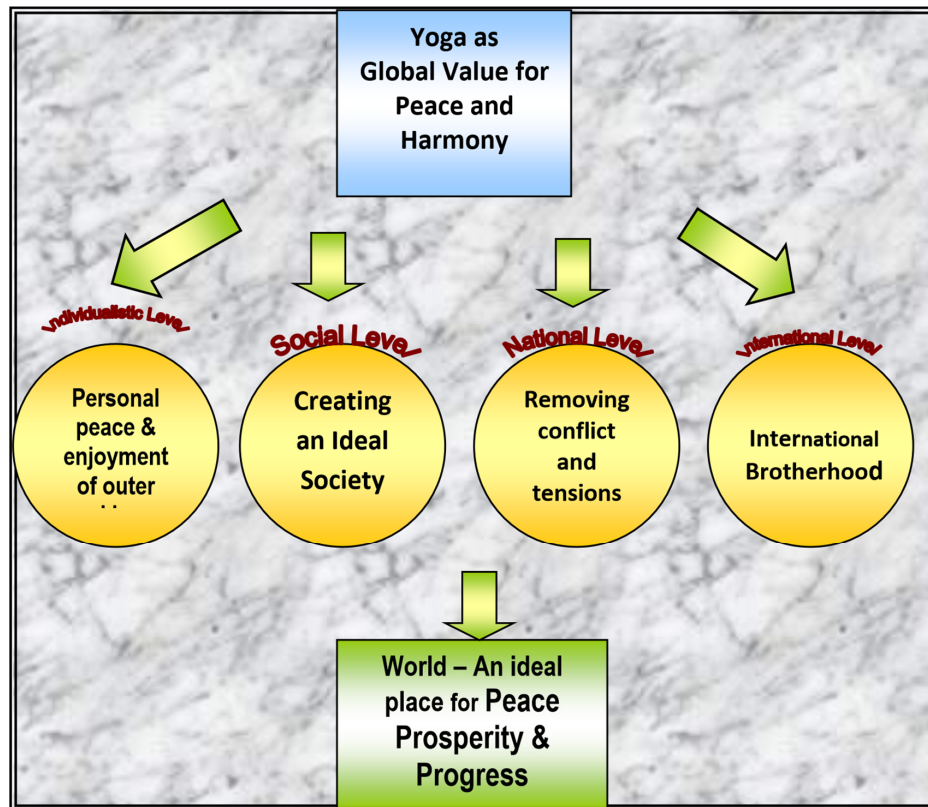 Yoga as
Global Value for
Peace and
Harmony
Individualistic Level
Social Level
National Level
International Level
Personal
peace &
enjoyment
of outer
Creating
an Ideal
Society
Removing
conflict
and
tensions
International
Brotherhood
World – An ideal
place for Peace
Prosperity &
Progress